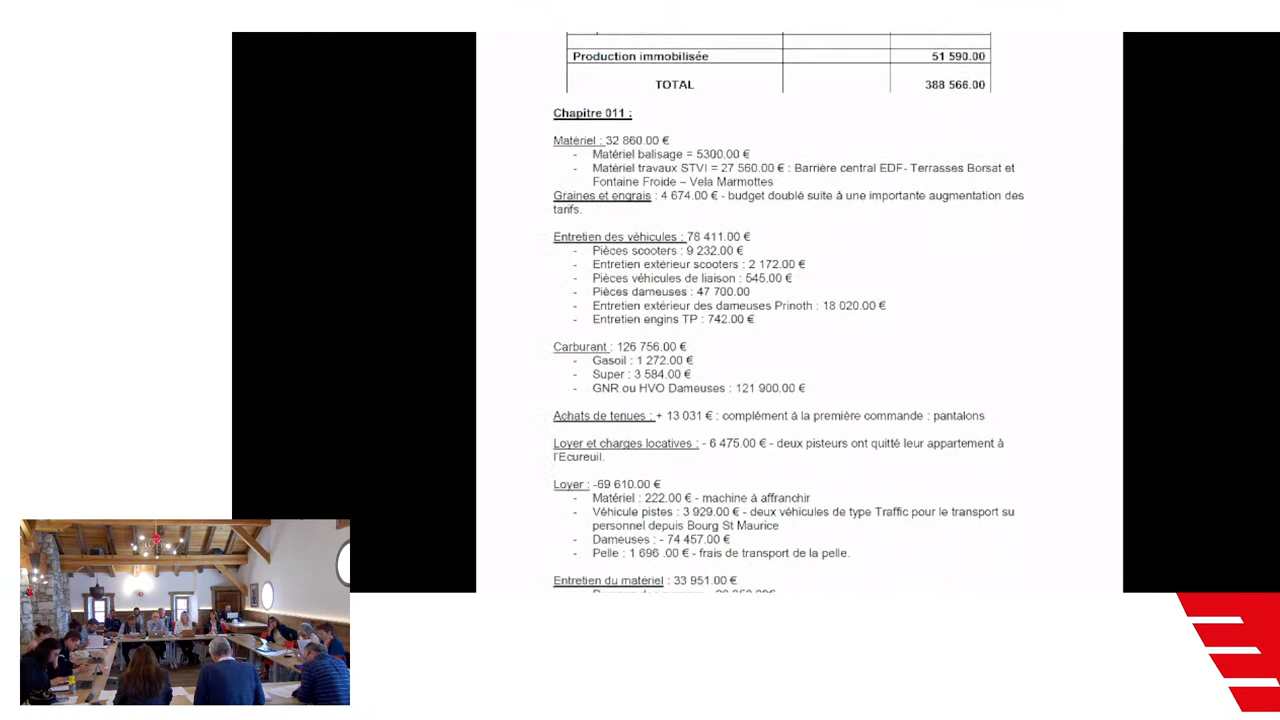 Production immobilisée 51 590.00
TOTAL 388 566.00
Chapitre 011 :
Matériel : 32 860.00 €
- Matériel balisage = 5300.00 €
- Matériel travaux STVI = 27 560.00 € : Barrière central EDF- Terrasses Borsat et
Fontaine Froide – Vela Marmottes
Graines et engrais : 4 674.00 € - budget doublé suite à une importante augmentation des
tarifs.
Entretien des véhicules : 78 411.00 €
- Pièces scooters : 9 232.00 €
- Entretien extérieur scooters : 2 172.00 €
- Pièces véhicules de liaison : 545.00 €
- Pièces dameuses : 47 700.00
- Entretien extérieur des dameuses Prinoth : 18 020.00 €
- Entretien engins TP : 742.00 €
Carburant : 126 756.00 €
- Gasoil : 1 272.00 €
- Super : 3 584.00 €
- GNR ou HVO Dameuses : 121 900.00 €
Achats de tenues : + 13 031 € : complément à la première commande : pantalons
Loyer et charges locatives : - 6 475.00 € - deux pisteurs ont quitté leur appartement à
l'Ecureuil.
Loyer : -69 610.00 €
- Matériel : 222.00 € - machine à affranchir
- Véhicule pistes : 3 929.00 € - deux véhicules de type Traffic pour le transport su
personnel depuis Bourg St Maurice
- Dameuses : - 74 457.00 €
- Pelle : 1 696 .00 € - frais de transport de la pelle.
Entretien du matériel : 33 951.00 €